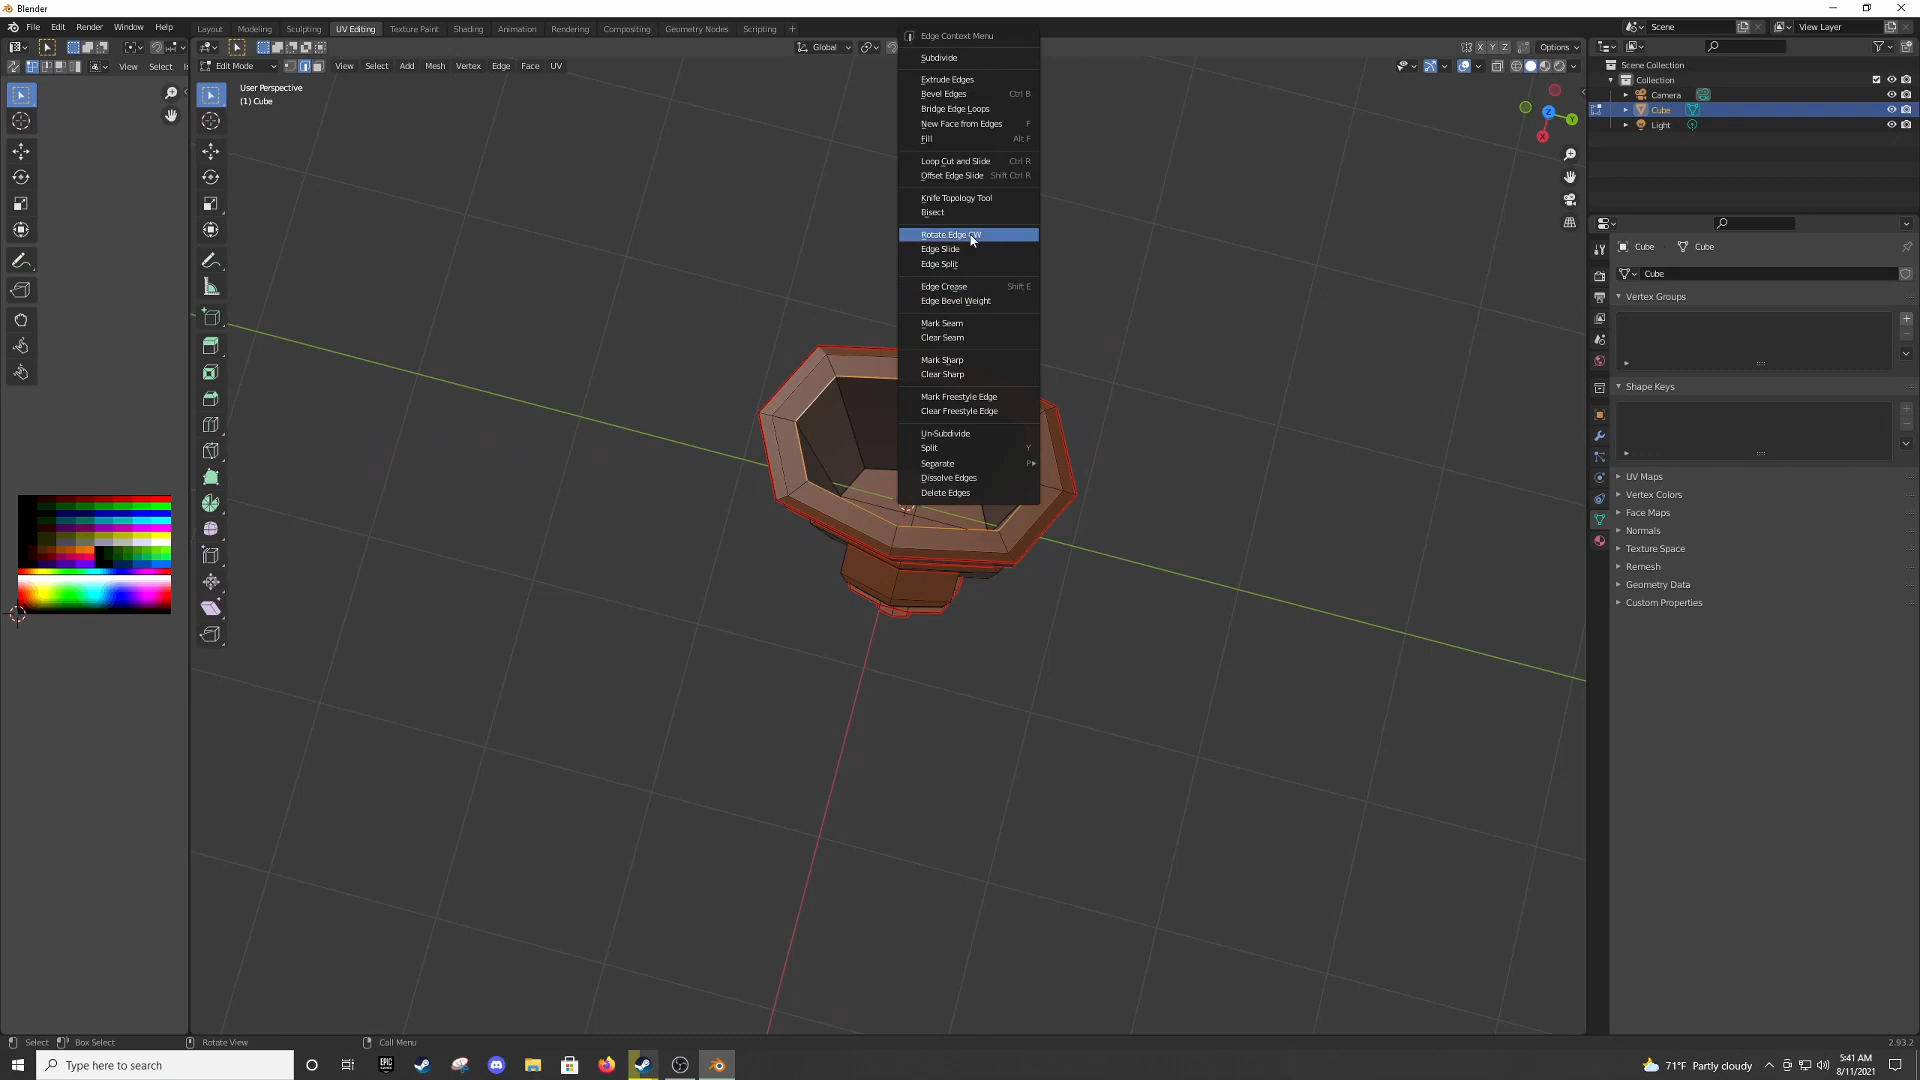 Blender
File Edit Render Window Help
Layout Modeling Sculpting UV Editing Texture Paint Shading Animation Rendering Compositing Geometry Nodes Scripting +
Scene
View Layer
Global
X Y Z
Options
View Select
Edit Mode
View Select Add Mesh Vertex Edge Face UV
User Perspective
(1) Cube
Edge Context Menu
Subdivide
Extrude Edges
Bevel Edges Ctrl B
Bridge Edge Loops
New Face from Edges F
Fill Alt F
Loop Cut and Slide Ctrl R
Offset Edge Slide Shift Ctrl R
Knife Topology Tool
Bisect
Rotate Edge CW
Edge Slide
Edge Split
Edge Crease Shift E
Edge Bevel Weight
Mark Seam
Clear Seam
Mark Sharp
Clear Sharp
Mark Freestyle Edge
Clear Freestyle Edge
Un-Subdivide
Split Y
Separate P
Dissolve Edges
Delete Edges
Z
Y
X
Scene Collection
Collection
Camera
Cube
Light
Cube Cube
Cube
Vertex Groups
Shape Keys
UV Maps
Vertex Colors
Face Maps
Normals
Texture Space
Remesh
Geometry Data
Custom Properties
Select Box Select Rotate View Call Menu
2.93.2
Type here to search
EPIC GAMES
71°F Partly cloudy
5:41 AM
8/11/2021